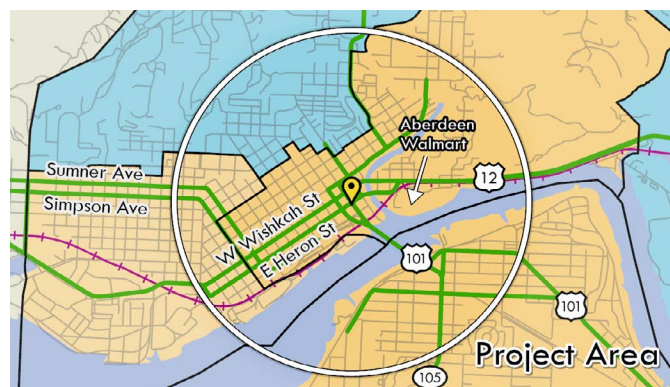 Aberdeen
Walmart
Sumner Ave
12
Simpson Ave
W Wishkah St
E Heron St
101
101
Project Area
105